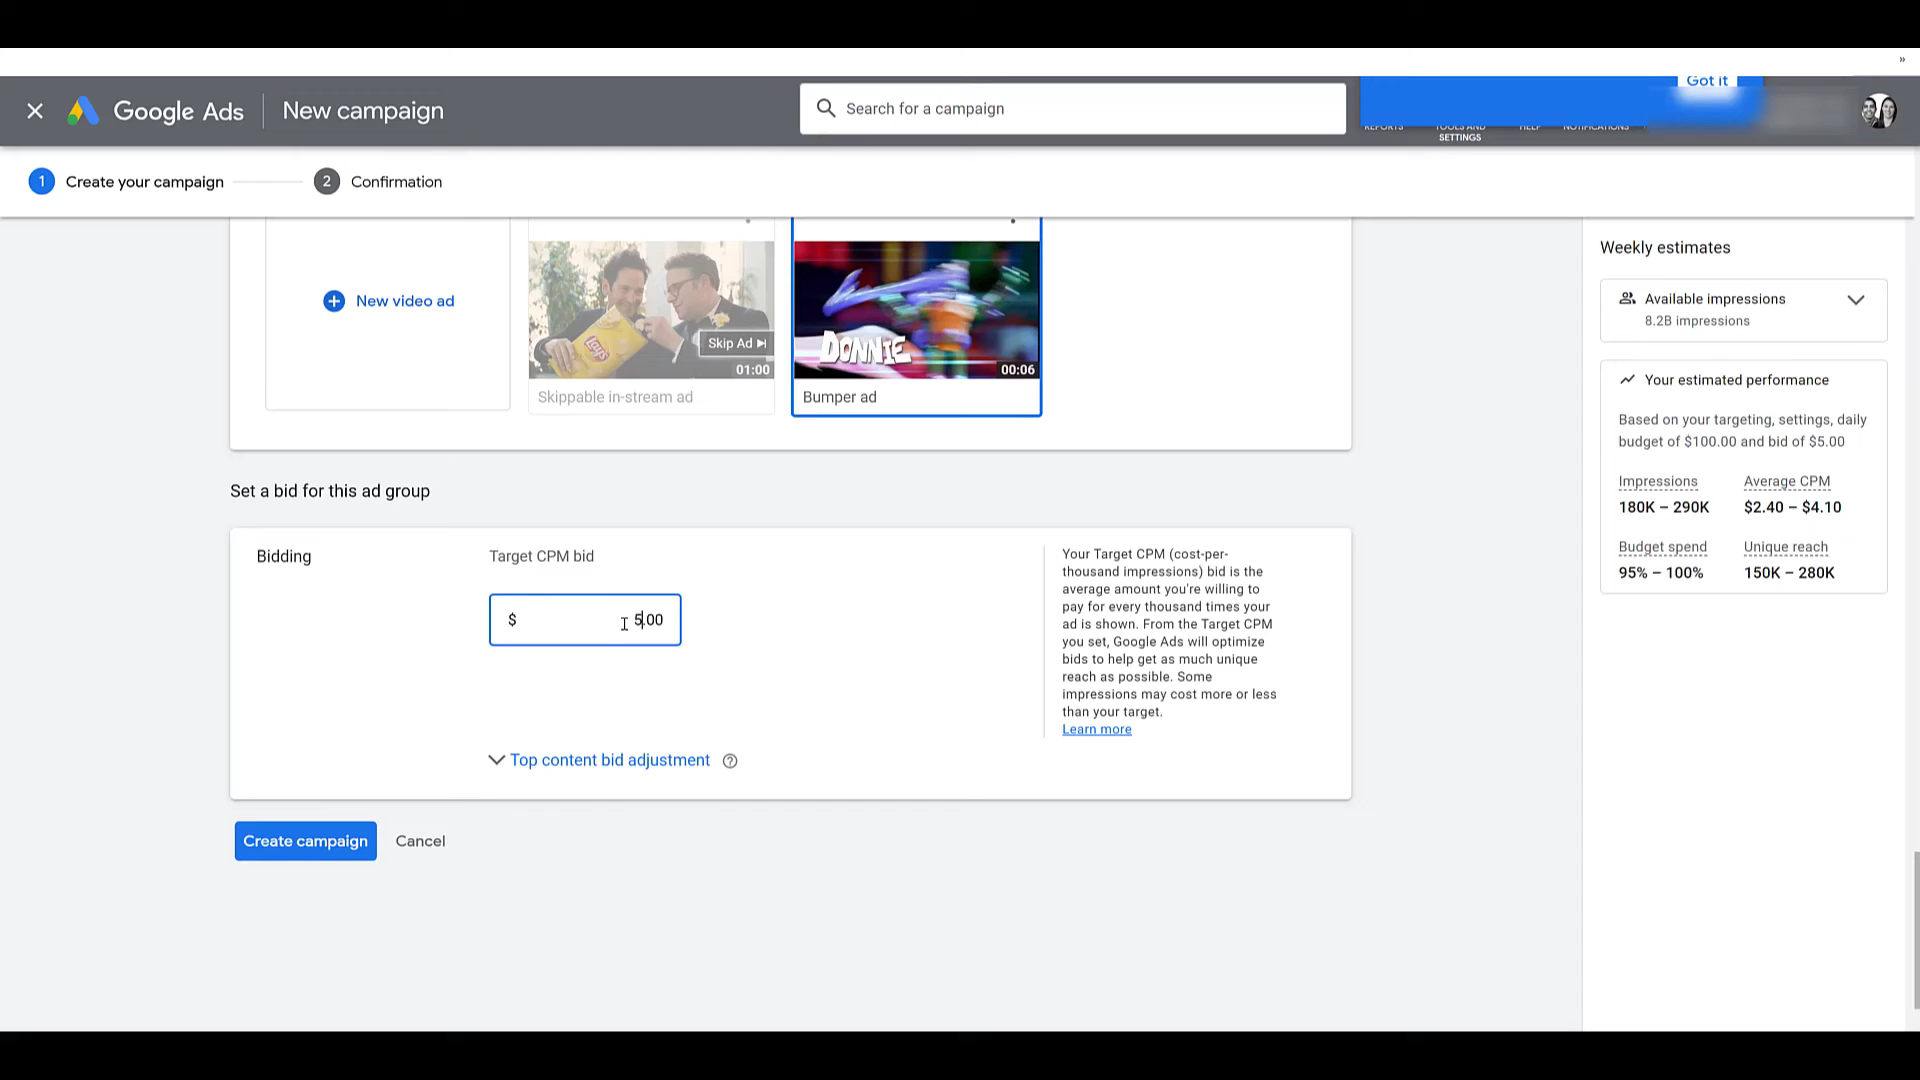 »
Got it
Google Ads
New campaign
Search for a campaign
REPORTS
TOOLS AND
SETTINGS
HELP
NOTIFICATIONS
1 Create your campaign
2 Confirmation
New video ad
Lay's
Skip Ad
01:00
Skippable in-stream ad
DONNIE
00:06
Bumper ad
Set a bid for this ad group
Bidding
Target CPM bid
$ 5.00
Top content bid adjustment
Your Target CPM (cost-per-
thousand impressions) bid is the
average amount you're willing to
pay for every thousand times your
ad is shown. From the Target CPM
you set, Google Ads will optimize
bids to help get as much unique
reach as possible. Some
impressions may cost more or less
than your target.
Learn more
Create campaign
Cancel
Weekly estimates
Available impressions
8.2B impressions
Your estimated performance
Based on your targeting, settings, daily
budget of $100.00 and bid of $5.00
Impressions Average CPM
180K – 290K $2.40 – $4.10
Budget spend Unique reach
95% – 100% 150K – 280K